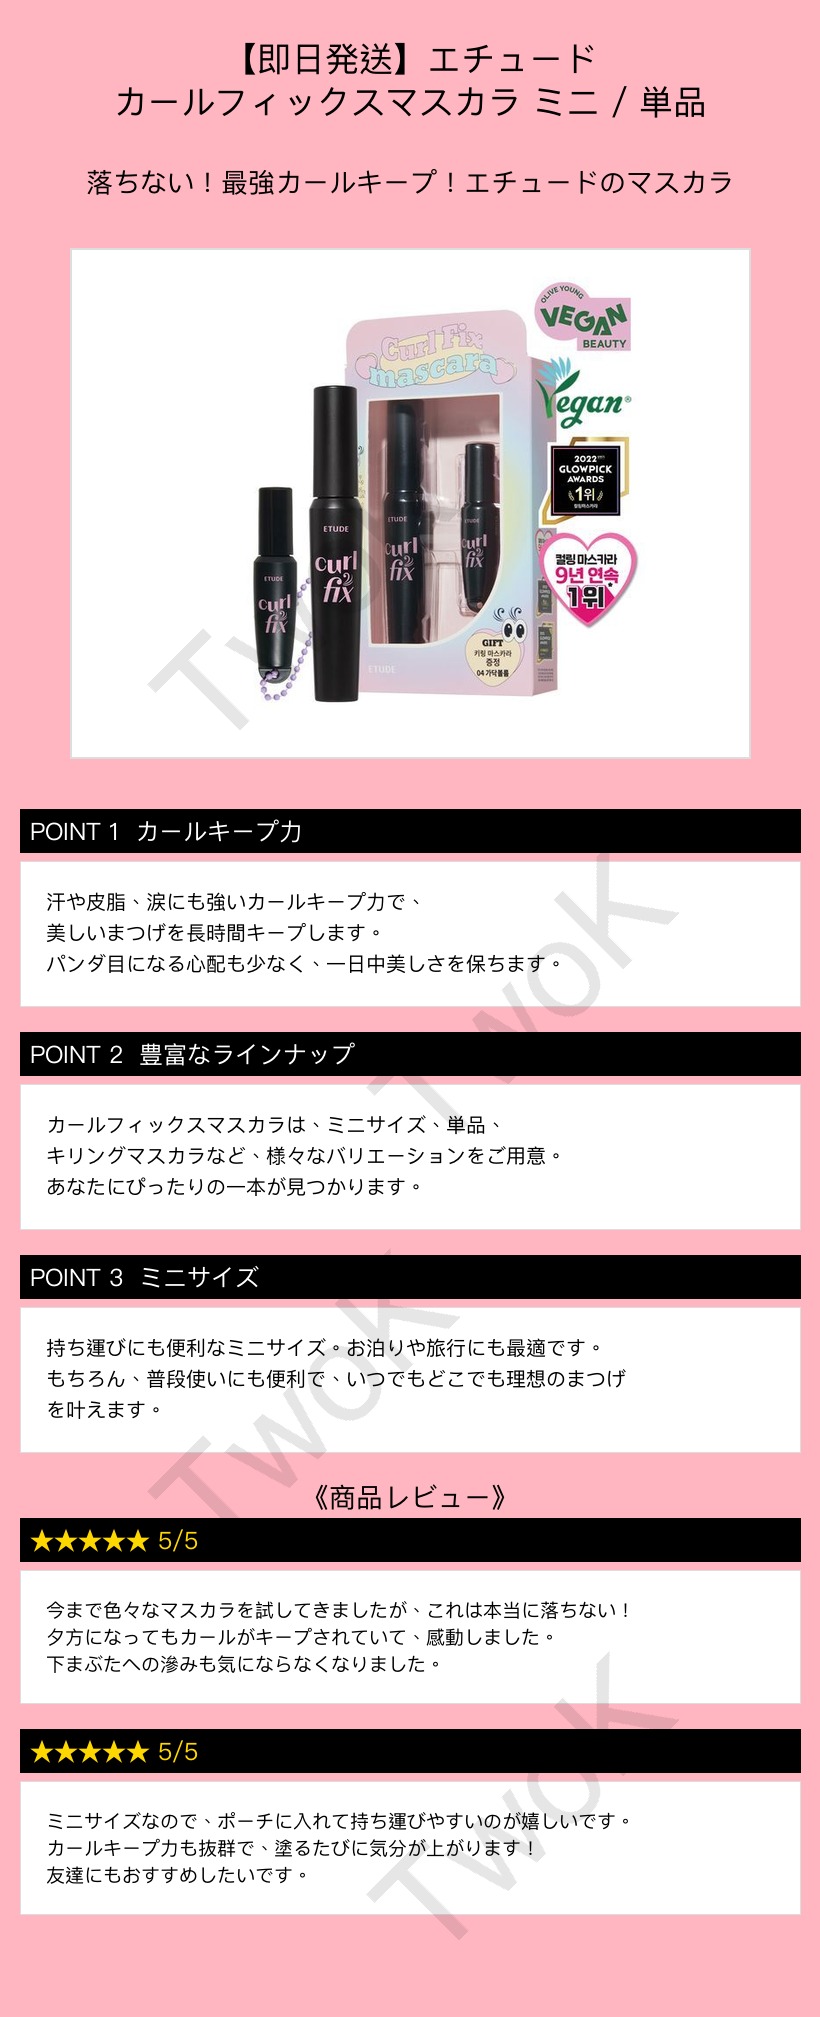 【即日発送】エチュード
カールフィックスマスカラ ミニ / 単品
落ちない！最強カールキープ！エチュードのマスカラ
OLIVE YOUNG
VEGAN
BEAUTY
Curl Fix
mascara
Vegan®
2022
GLOWPICK
AWARDS
1위
컬링마스카라
컬링 마스카라
9년 연속
1위
ETUDE
curl
fix
ETUDE
curl
fix
ETUDE
curl
fix
ETUDE
curl
fix
GIFT
키링 마스카라
증정
04 가닥볼륨
ETUDE
TwoK
POINT 1 カールキープ力
汗や皮脂、涙にも強いカールキープ力で、
美しいまつげを長時間キープします。
パンダ目になる心配も少なく、一日中美しさを保ちます。
TwoK
POINT 2 豊富なラインナップ
カールフィックスマスカラは、ミニサイズ、単品、
キリングマスカラなど、様々なバリエーションをご用意。
あなたにぴったりの一本が見つかります。
POINT 3 ミニサイズ
持ち運びにも便利なミニサイズ。お泊りや旅行にも最適です。
もちろん、普段使いにも便利で、いつでもどこでも理想のまつげ
を叶えます。
TwoK
《商品レビュー》
★★★★★ 5/5
今まで色々なマスカラを試してきましたが、これは本当に落ちない！
夕方になってもカールがキープされていて、感動しました。
下まぶたへの滲みも気にならなくなりました。
★★★★★ 5/5
ミニサイズなので、ポーチに入れて持ち運びやすいのが嬉しいです。
カールキープ力も抜群で、塗るたびに気分が上がります！
友達にもおすすめしたいです。
TwoK